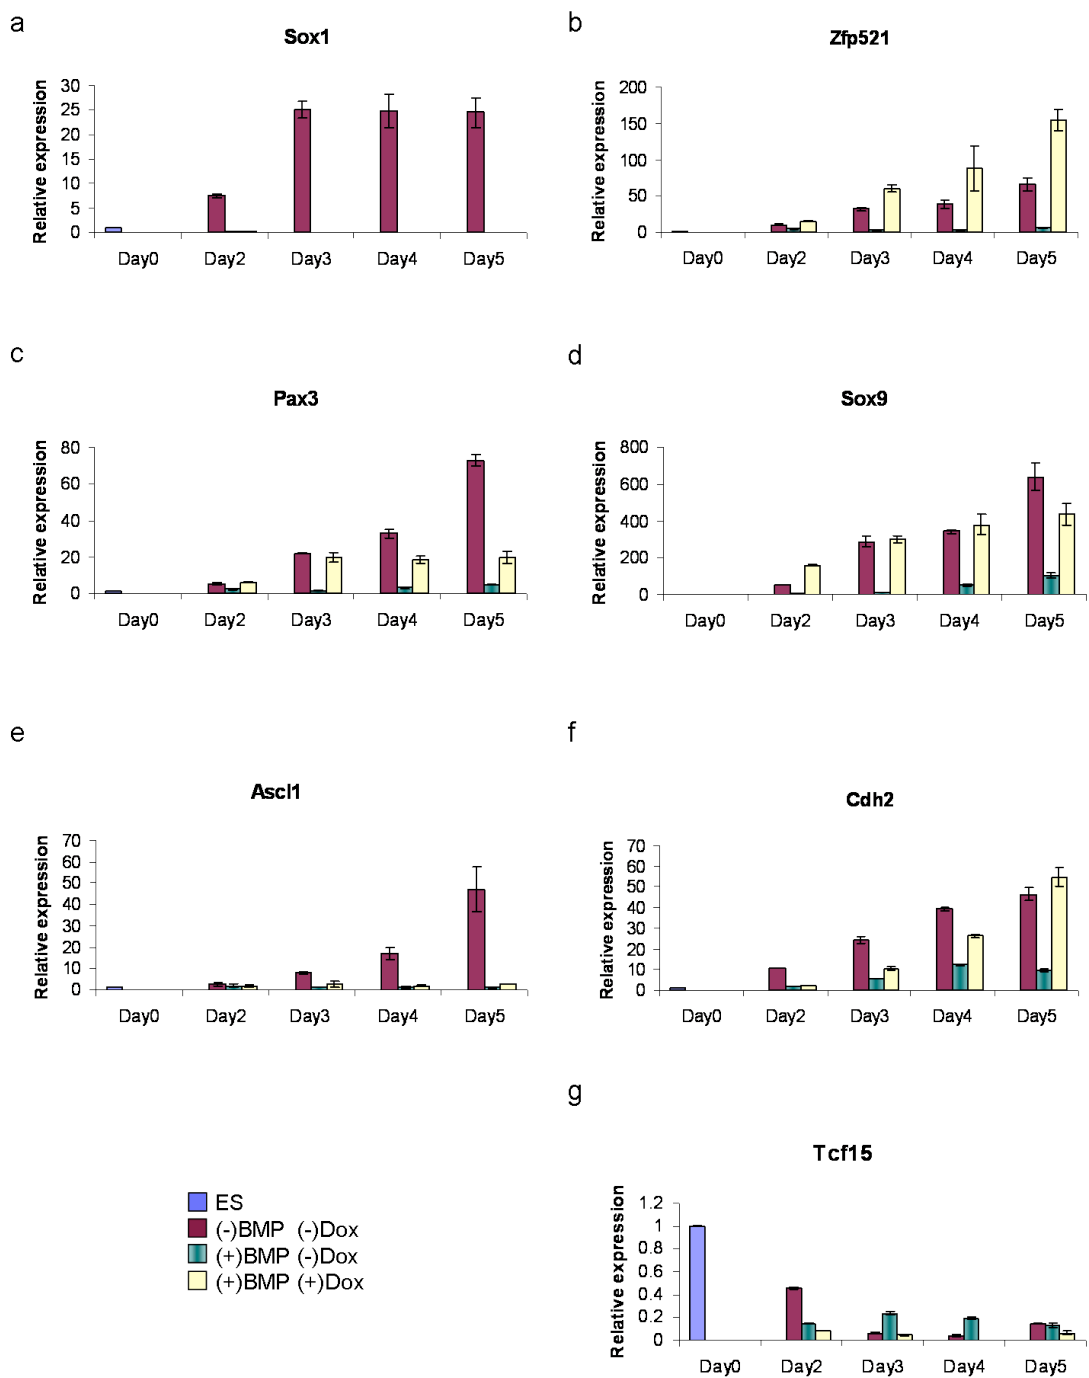 a
Sox1
Relative expression
30
25
20
15
10
5
0
Day0 Day2 Day3 Day4 Day5
b
Zfp521
Relative expression
200
150
100
50
0
Day0 Day2 Day3 Day4 Day5
c
Pax3
Relative expression
80
60
40
20
0
Day0 Day2 Day3 Day4 Day5
d
Sox9
Relative expression
800
600
400
200
0
Day0 Day2 Day3 Day4 Day5
e
Ascl1
Relative expression
70
60
50
40
30
20
10
0
Day0 Day2 Day3 Day4 Day5
f
Cdh2
Relative expression
70
60
50
40
30
20
10
0
Day0 Day2 Day3 Day4 Day5
g
Tcf15
Relative expression
1.2
1
0.8
0.6
0.4
0.2
0
Day0 Day2 Day3 Day4 Day5
ES
(-)BMP (-)Dox
(+)BMP (-)Dox
(+)BMP (+)Dox